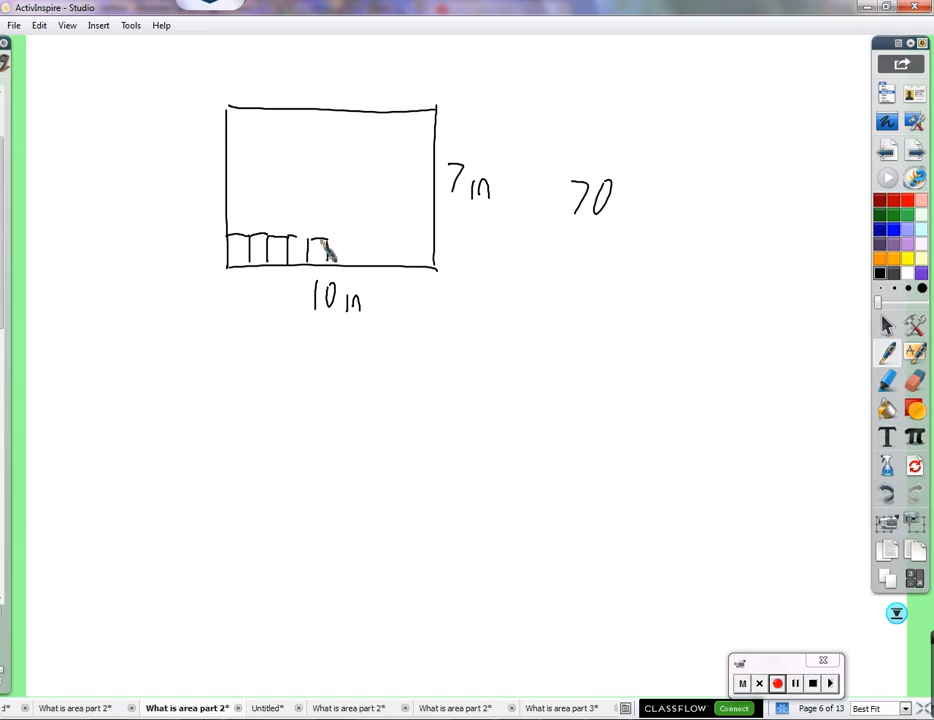 ActivInspire - Studio
File Edit View Insert Tools Help
7 in
70
10 in
T π
M
d* What is area part 2* What is area part 2* Untitled* What is area part 2* What is area part 2* What is area part 3* CLASSFLOW Connect Page 6 of 13 Best Fit